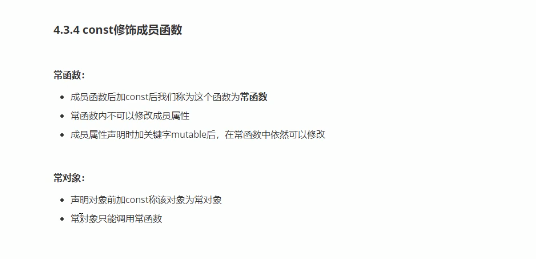 4.3.4 const修饰成员函数
常函数：
成员函数后加const后我们称为这个函数为常函数
常函数内不可以修改成员属性
成员属性声明时加关键字mutable后，在常函数中依然可以修改
常对象：
声明对象前加const称该对象为常对象
常对象只能调用常函数